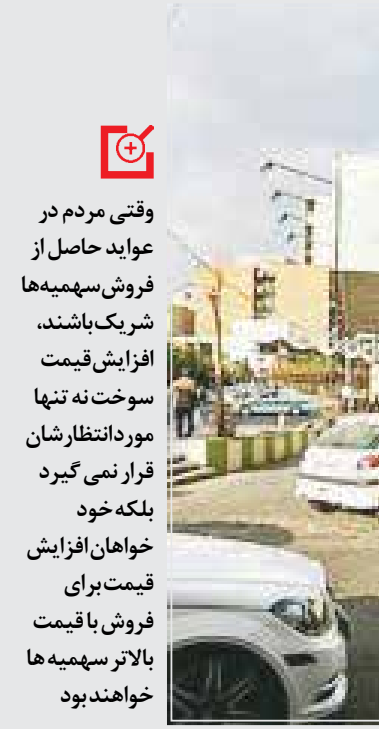 وقتی مردم در
عواید حاصل از
فروش سهمیه‌ها
شریک باشند،
افزایش قیمت
سوخت نه تنها
مورد انتظارشان
قرار نمی گیرد
بلکه خود
خواهان افزایش
قیمت برای
فروش با قیمت
بالاتر سهمیه ها
خواهند بود